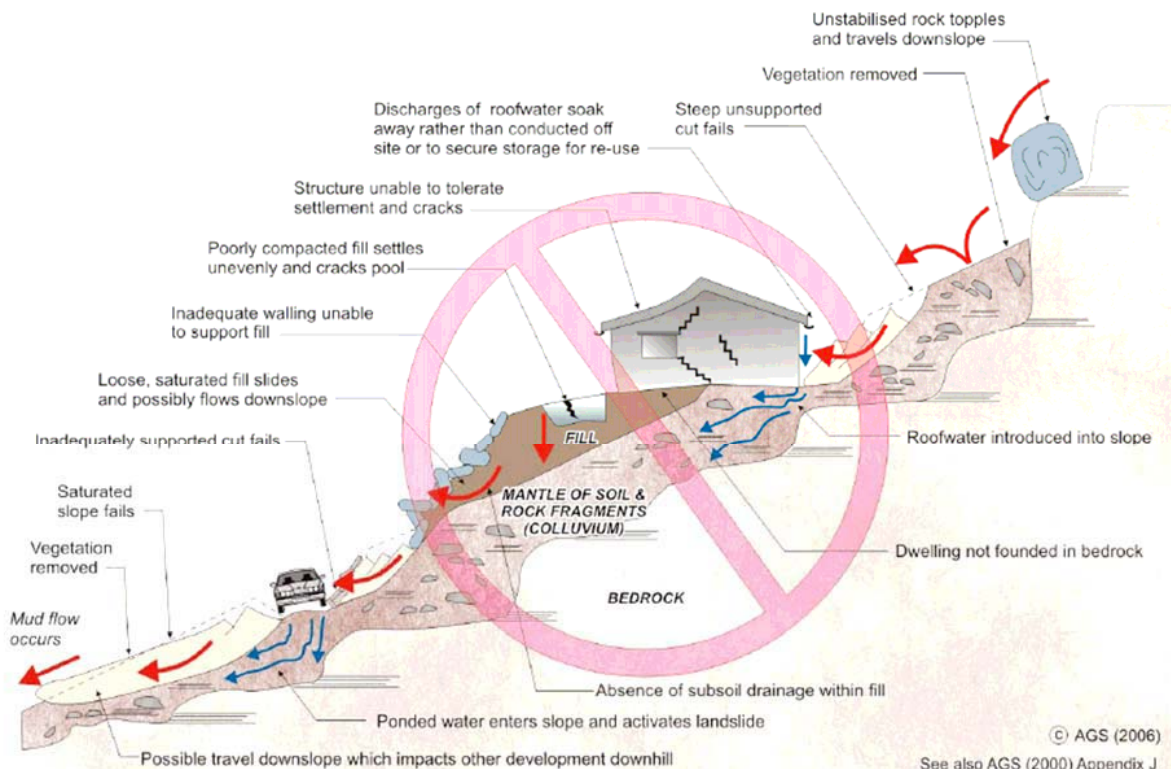 Unstabilised rock topples
and travels downslope
Vegetation removed
Discharges of roofwater soak
away rather than conducted off
site or to secure storage for re-use
Steep unsupported
cut fails
Structure unable to tolerate
settlement and cracks
Poorly compacted fill settles
unevenly and cracks pool
Inadequate walling unable
to support fill
Loose, saturated fill slides
and possibly flows downslope
Inadequately supported cut fails
Saturated
slope fails
Vegetation
removed
Mud flow
occurs
FILL
MANTLE OF SOIL &
ROCK FRAGMENTS
(COLLUVIUM)
BEDROCK
Roofwater introduced into slope
Dwelling not founded in bedrock
Absence of subsoil drainage within fill
Ponded water enters slope and activates landslide
Possible travel downslope which impacts other development downhill
© AGS (2006)
See also AGS (2000) Appendix J